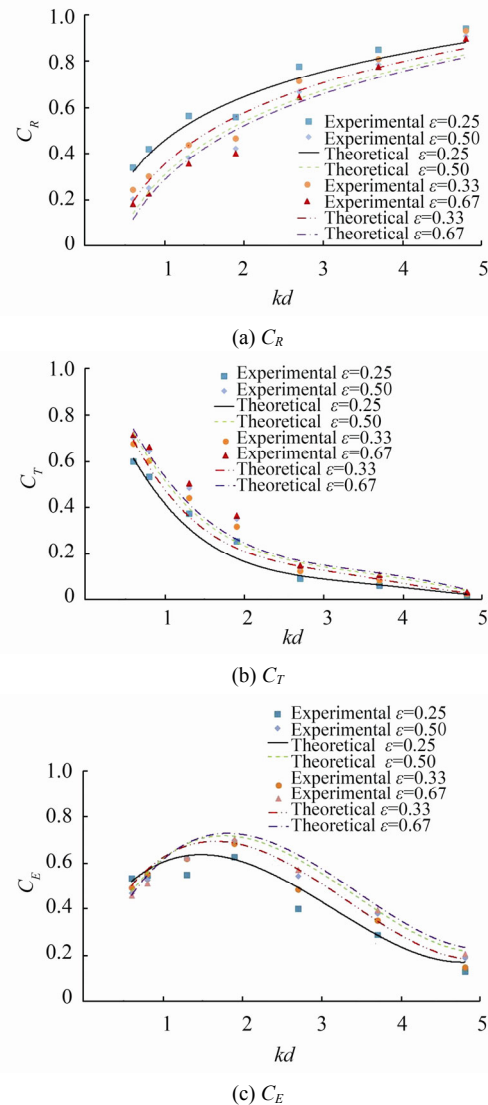 1.0
0.8
0.6
0.4
0.2
0
C_R
Experimental ε=0.25
Experimental ε=0.50
Theoretical ε=0.25
Theoretical ε=0.50
Experimental ε=0.33
Experimental ε=0.67
Theoretical ε=0.33
Theoretical ε=0.67
1 2 3 4 5
kd
(a) C_R
1.0
0.8
0.6
0.4
0.2
0
C_T
Experimental ε=0.25
Experimental ε=0.50
Theoretical ε=0.25
Theoretical ε=0.50
Experimental ε=0.33
Experimental ε=0.67
Theoretical ε=0.33
Theoretical ε=0.67
1 2 3 4 5
kd
(b) C_T
Experimental ε=0.25
Experimental ε=0.50
Theoretical ε=0.25
Theoretical ε=0.50
Experimental ε=0.33
Experimental ε=0.67
Theoretical ε=0.33
Theoretical ε=0.67
1.0
0.8
0.6
0.4
0.2
0
C_E
1 2 3 4 5
kd
(c) C_E